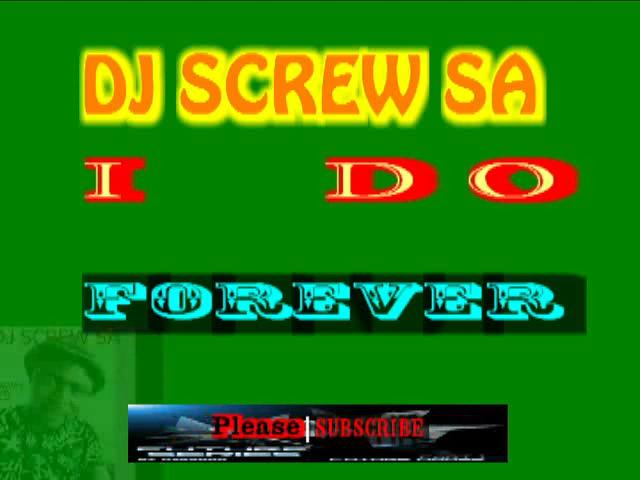 DJ SCREW SA
I DO
FOREVER
DJ SCREW SA
Please SUBSCRIBE